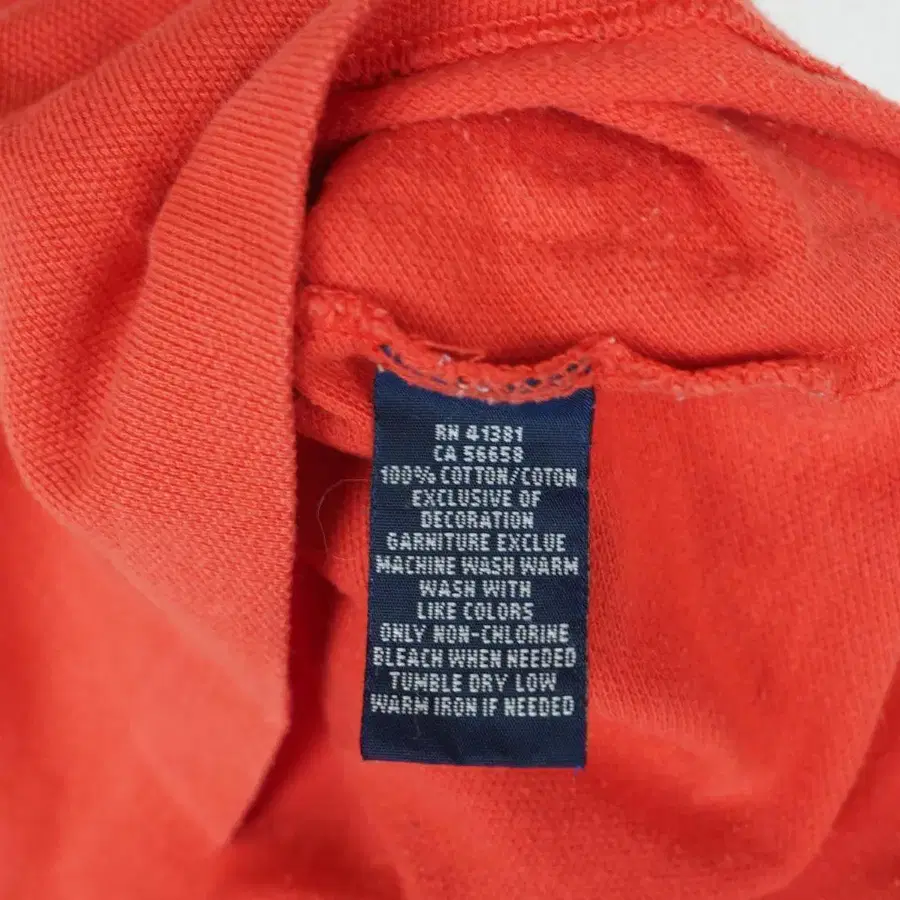 RN 41381
CA 56658
100% COTTON/COTON
EXCLUSIVE OF
DECORATION
GARNITURE EXCLUE
MACHINE WASH WARM
WASH WITH
LIKE COLORS
ONLY NON-CHLORINE
BLEACH WHEN NEEDED
TUMBLE DRY LOW
WARM IRON IF NEEDED